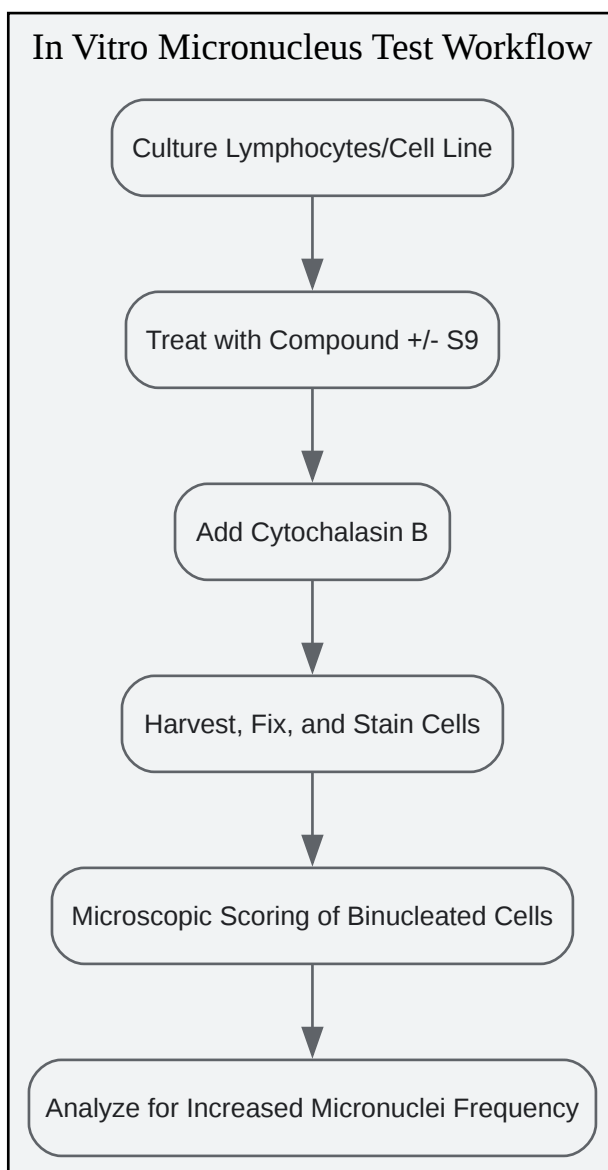 In Vitro Micronucleus Test Workflow
Culture Lymphocytes/Cell Line
Treat with Compound +/- S9
Add Cytochalasin B
Harvest, Fix, and Stain Cells
Microscopic Scoring of Binucleated Cells
Analyze for Increased Micronuclei Frequency